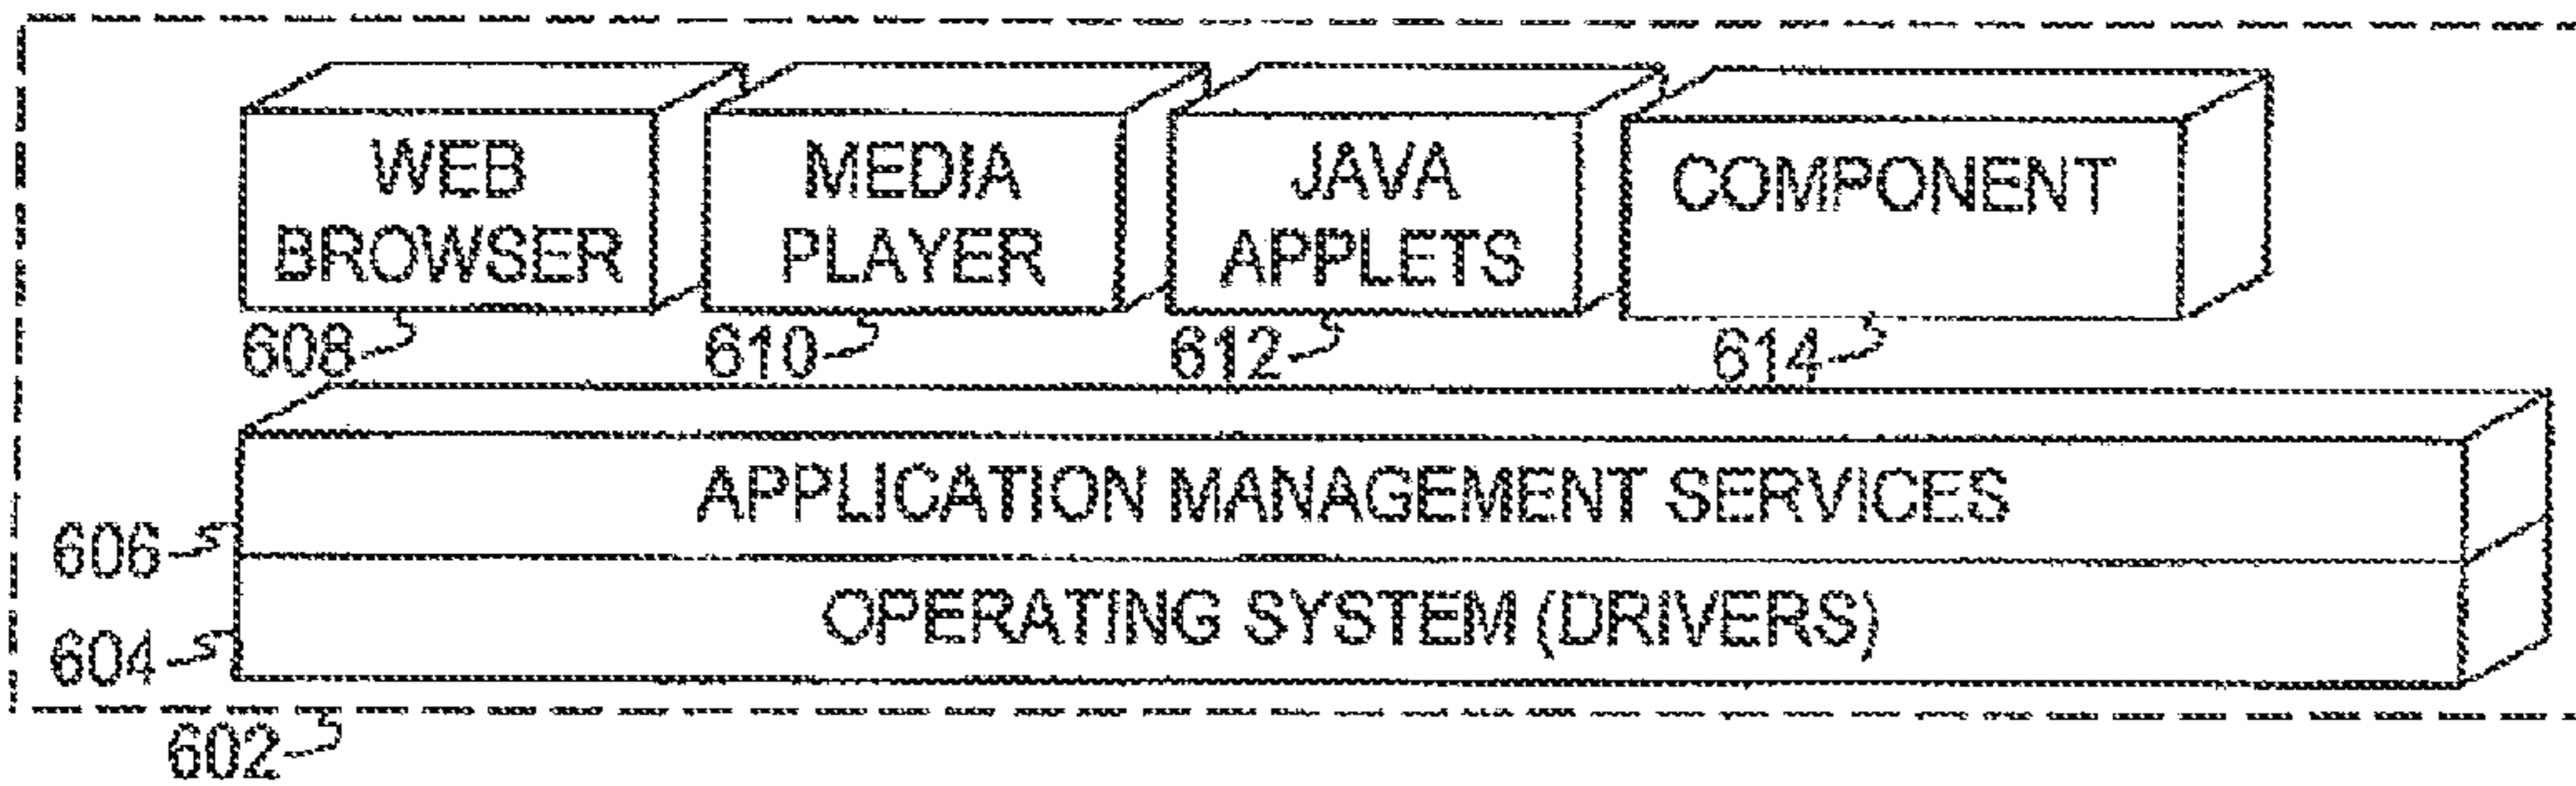 WEB
BROWSER
MEDIA
PLAYER
JAVA
APPLETS
COMPONENT
608
610
612
614
APPLICATION MANAGEMENT SERVICES
606
OPERATING SYSTEM (DRIVERS)
604
602